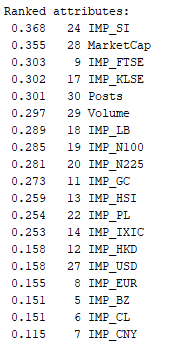 Ranked attributes:
0.368 24 IMP_SI
0.355 28 MarketCap
0.303 9 IMP_FTSE
0.302 17 IMP_KLSE
0.301 30 Posts
0.297 29 Volume
0.289 18 IMP_LB
0.285 19 IMP_N100
0.281 20 IMP_N225
0.273 11 IMP_GC
0.259 13 IMP_HSI
0.254 22 IMP_PL
0.253 14 IMP_IXIC
0.158 12 IMP_HKD
0.158 27 IMP_USD
0.155 8 IMP_EUR
0.151 5 IMP_BZ
0.151 6 IMP_CL
0.115 7 IMP_CNY